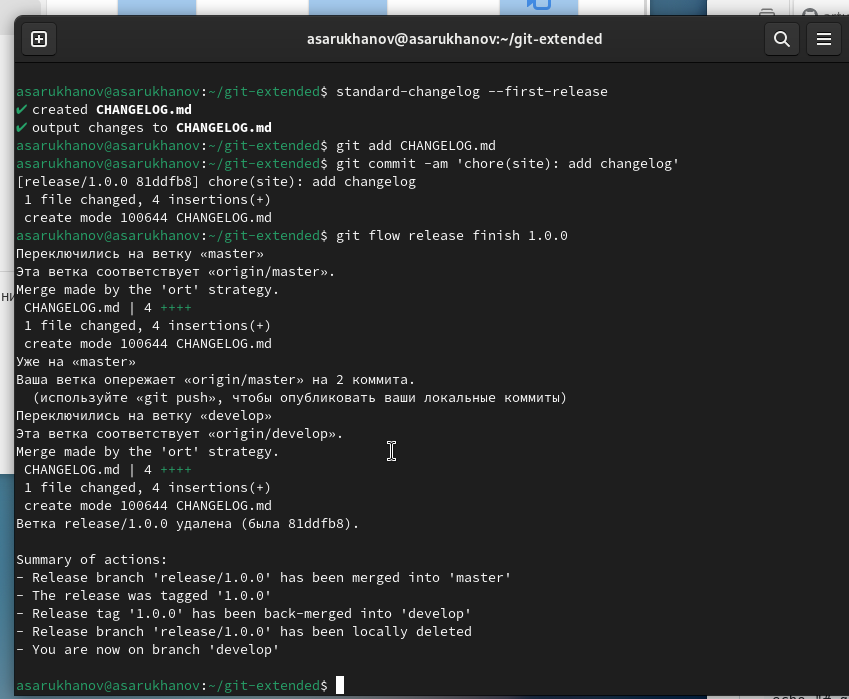 asarukhanov@asarukhanov:~/git-extended
asarukhanov@asarukhanov:~/git-extended$ standard-changelog --first-release
✔ created CHANGELOG.md
✔ output changes to CHANGELOG.md
asarukhanov@asarukhanov:~/git-extended$ git add CHANGELOG.md
asarukhanov@asarukhanov:~/git-extended$ git commit -am 'chore(site): add changelog'
[release/1.0.0 81ddfb8] chore(site): add changelog
 1 file changed, 4 insertions(+)
 create mode 100644 CHANGELOG.md
asarukhanov@asarukhanov:~/git-extended$ git flow release finish 1.0.0
Переключились на ветку «master»
Эта ветка соответствует «origin/master».
Merge made by the 'ort' strategy.
 CHANGELOG.md | 4 ++++
 1 file changed, 4 insertions(+)
 create mode 100644 CHANGELOG.md
Уже на «master»
Ваша ветка опережает «origin/master» на 2 коммита.
  (используйте «git push», чтобы опубликовать ваши локальные коммиты)
Переключились на ветку «develop»
Эта ветка соответствует «origin/develop».
Merge made by the 'ort' strategy.
 CHANGELOG.md | 4 ++++
 1 file changed, 4 insertions(+)
 create mode 100644 CHANGELOG.md
Ветка release/1.0.0 удалена (была 81ddfb8).
Summary of actions:
- Release branch 'release/1.0.0' has been merged into 'master'
- The release was tagged '1.0.0'
- Release tag '1.0.0' has been back-merged into 'develop'
- Release branch 'release/1.0.0' has been locally deleted
- You are now on branch 'develop'
asarukhanov@asarukhanov:~/git-extended$